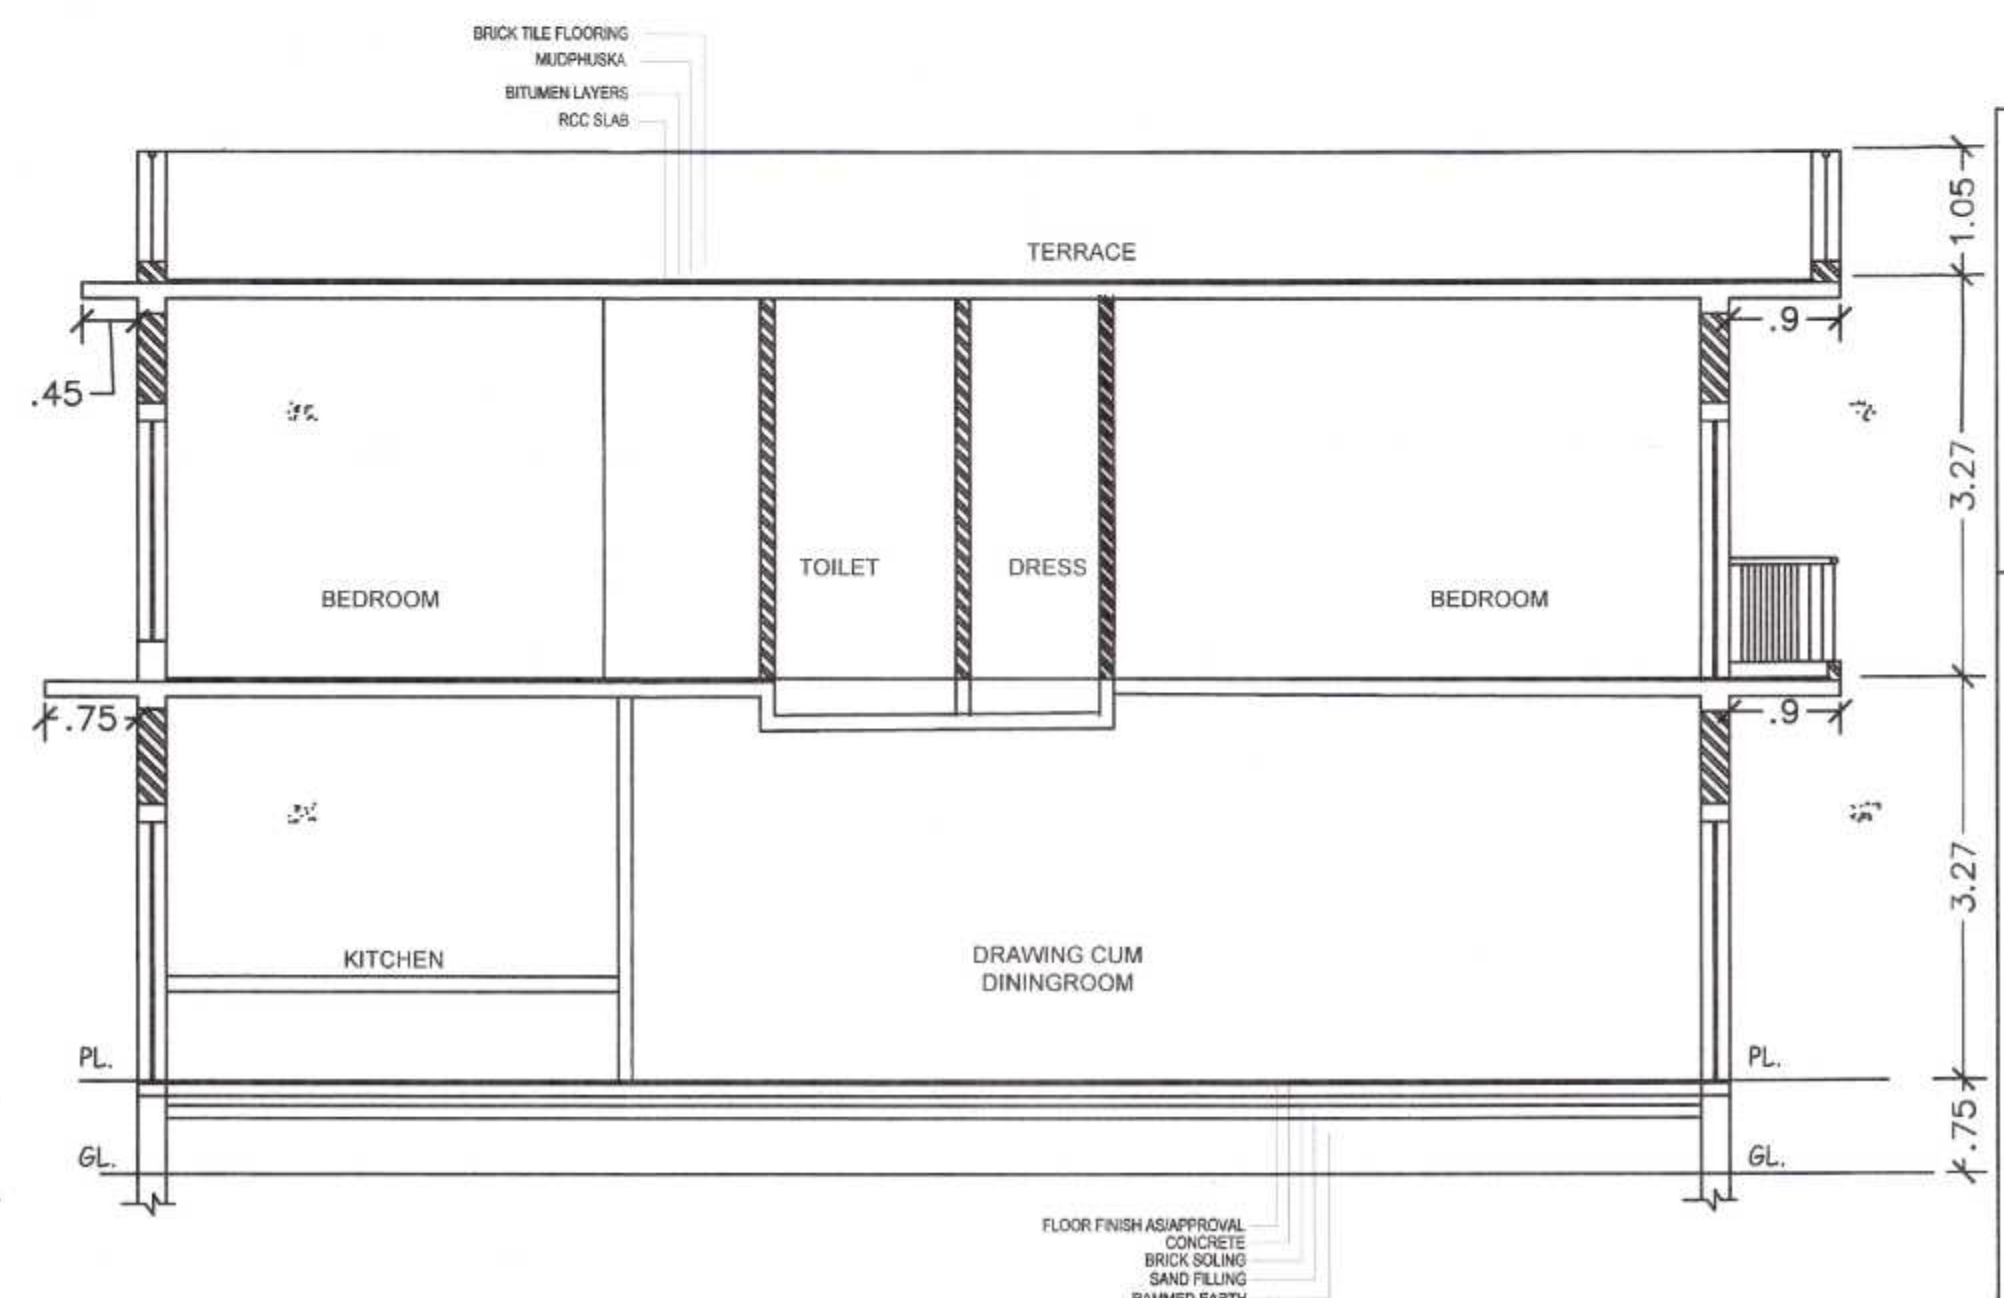 BRICK TILE FLOORING
MUDPHUSKA
BITUMEN LAYERS
RCC SLAB
1.05
TERRACE
.9
.45
3.27
TOILET
DRESS
BEDROOM
BEDROOM
.75
.9
3.27
KITCHEN
DRAWING CUM
DININGROOM
PL.
PL.
.75
GL.
GL.
FLOOR FINISH AS/APPROVAL
CONCRETE
BRICK SOLING
SAND FILLING
RAMMED EARTH